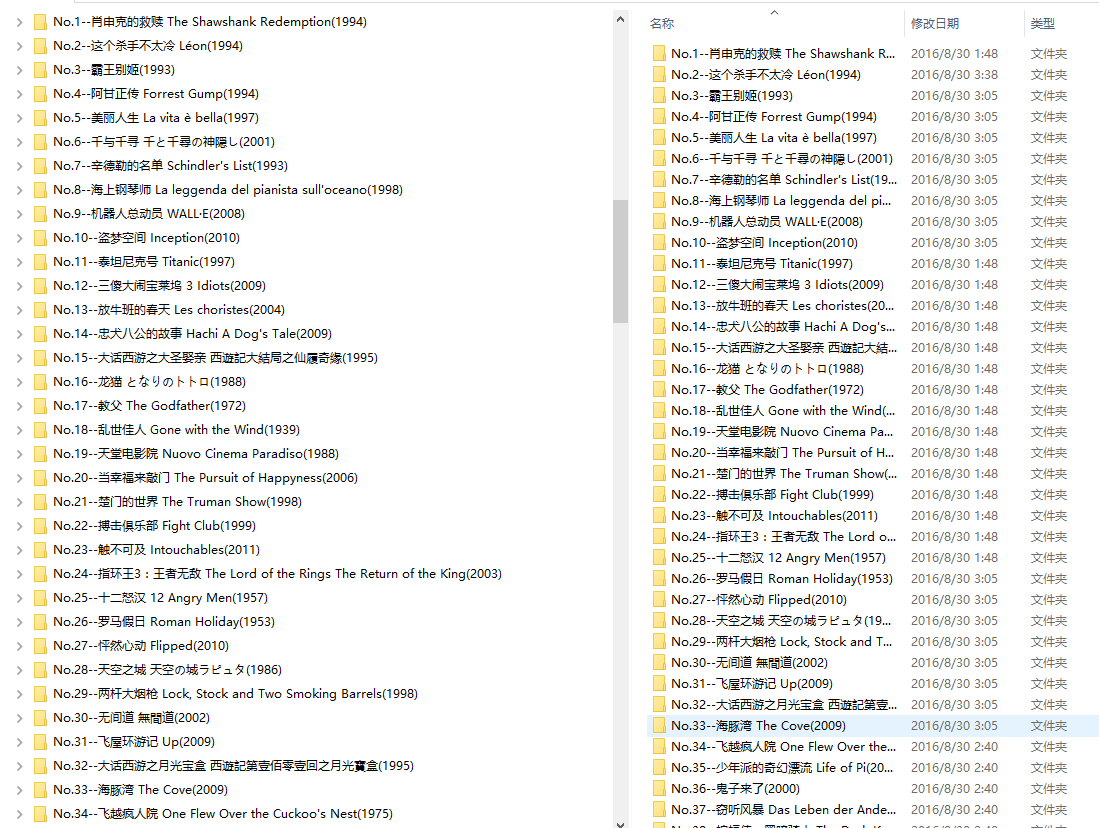 No.1--肖申克的救赎 The Shawshank Redemption(1994)
No.2--这个杀手不太冷 Léon(1994)
No.3--霸王别姬(1993)
No.4--阿甘正传 Forrest Gump(1994)
No.5--美丽人生 La vita è bella(1997)
No.6--千与千寻 千と千尋の神隠し(2001)
No.7--辛德勒的名单 Schindler's List(1993)
No.8--海上钢琴师 La leggenda del pianista sull'oceano(1998)
No.9--机器人总动员 WALL·E(2008)
No.10--盗梦空间 Inception(2010)
No.11--泰坦尼克号 Titanic(1997)
No.12--三傻大闹宝莱坞 3 Idiots(2009)
No.13--放牛班的春天 Les choristes(2004)
No.14--忠犬八公的故事 Hachi A Dog's Tale(2009)
No.15--大话西游之大圣娶亲 西遊記大結局之仙履奇缘(1995)
No.16--龙猫 となりのトトロ(1988)
No.17--教父 The Godfather(1972)
No.18--乱世佳人 Gone with the Wind(1939)
No.19--天堂电影院 Nuovo Cinema Paradiso(1988)
No.20--当幸福来敲门 The Pursuit of Happyness(2006)
No.21--楚门的世界 The Truman Show(1998)
No.22--搏击俱乐部 Fight Club(1999)
No.23--触不可及 Intouchables(2011)
No.24--指环王3：王者无敌 The Lord of the Rings The Return of the King(2003)
No.25--十二怒汉 12 Angry Men(1957)
No.26--罗马假日 Roman Holiday(1953)
No.27--怦然心动 Flipped(2010)
No.28--天空之城 天空の城ラピュタ(1986)
No.29--两杆大烟枪 Lock, Stock and Two Smoking Barrels(1998)
No.30--无间道 無間道(2002)
No.31--飞屋环游记 Up(2009)
No.32--大话西游之月光宝盒 西遊記第壹佰零壹回之月光寶盒(1995)
No.33--海豚湾 The Cove(2009)
No.34--飞越疯人院 One Flew Over the Cuckoo's Nest(1975)
名称 修改日期 类型
No.1--肖申克的救赎 The Shawshank R... 2016/8/30 1:48 文件夹
No.2--这个杀手不太冷 Léon(1994) 2016/8/30 3:38 文件夹
No.3--霸王别姬(1993) 2016/8/30 3:05 文件夹
No.4--阿甘正传 Forrest Gump(1994) 2016/8/30 3:05 文件夹
No.5--美丽人生 La vita è bella(1997) 2016/8/30 3:05 文件夹
No.6--千与千寻 千と千尋の神隠し(2001) 2016/8/30 3:05 文件夹
No.7--辛德勒的名单 Schindler's List(19... 2016/8/30 3:05 文件夹
No.8--海上钢琴师 La leggenda del pi... 2016/8/30 3:05 文件夹
No.9--机器人总动员 WALL·E(2008) 2016/8/30 3:05 文件夹
No.10--盗梦空间 Inception(2010) 2016/8/30 3:05 文件夹
No.11--泰坦尼克号 Titanic(1997) 2016/8/30 1:48 文件夹
No.12--三傻大闹宝莱坞 3 Idiots(2009) 2016/8/30 1:48 文件夹
No.13--放牛班的春天 Les choristes(20... 2016/8/30 1:48 文件夹
No.14--忠犬八公的故事 Hachi A Dog's... 2016/8/30 1:48 文件夹
No.15--大话西游之大圣娶亲 西遊記大結... 2016/8/30 1:48 文件夹
No.16--龙猫 となりのトトロ(1988) 2016/8/30 1:48 文件夹
No.17--教父 The Godfather(1972) 2016/8/30 1:48 文件夹
No.18--乱世佳人 Gone with the Wind(... 2016/8/30 1:48 文件夹
No.19--天堂电影院 Nuovo Cinema Pa... 2016/8/30 1:48 文件夹
No.20--当幸福来敲门 The Pursuit of H... 2016/8/30 1:48 文件夹
No.21--楚门的世界 The Truman Show(... 2016/8/30 1:48 文件夹
No.22--搏击俱乐部 Fight Club(1999) 2016/8/30 1:48 文件夹
No.23--触不可及 Intouchables(2011) 2016/8/30 1:48 文件夹
No.24--指环王3：王者无敌 The Lord o... 2016/8/30 1:48 文件夹
No.25--十二怒汉 12 Angry Men(1957) 2016/8/30 1:48 文件夹
No.26--罗马假日 Roman Holiday(1953) 2016/8/30 3:05 文件夹
No.27--怦然心动 Flipped(2010) 2016/8/30 3:05 文件夹
No.28--天空之城 天空の城ラピュタ(19... 2016/8/30 3:05 文件夹
No.29--两杆大烟枪 Lock, Stock and T... 2016/8/30 3:05 文件夹
No.30--无间道 無間道(2002) 2016/8/30 3:05 文件夹
No.31--飞屋环游记 Up(2009) 2016/8/30 3:05 文件夹
No.32--大话西游之月光宝盒 西遊記第壹... 2016/8/30 3:05 文件夹
No.33--海豚湾 The Cove(2009) 2016/8/30 3:05 文件夹
No.34--飞越疯人院 One Flew Over the... 2016/8/30 2:40 文件夹
No.35--少年派的奇幻漂流 Life of Pi(20... 2016/8/30 2:40 文件夹
No.36--鬼子来了(2000) 2016/8/30 2:40 文件夹
No.37--窃听风暴 Das Leben der Ande... 2016/8/30 2:40 文件夹